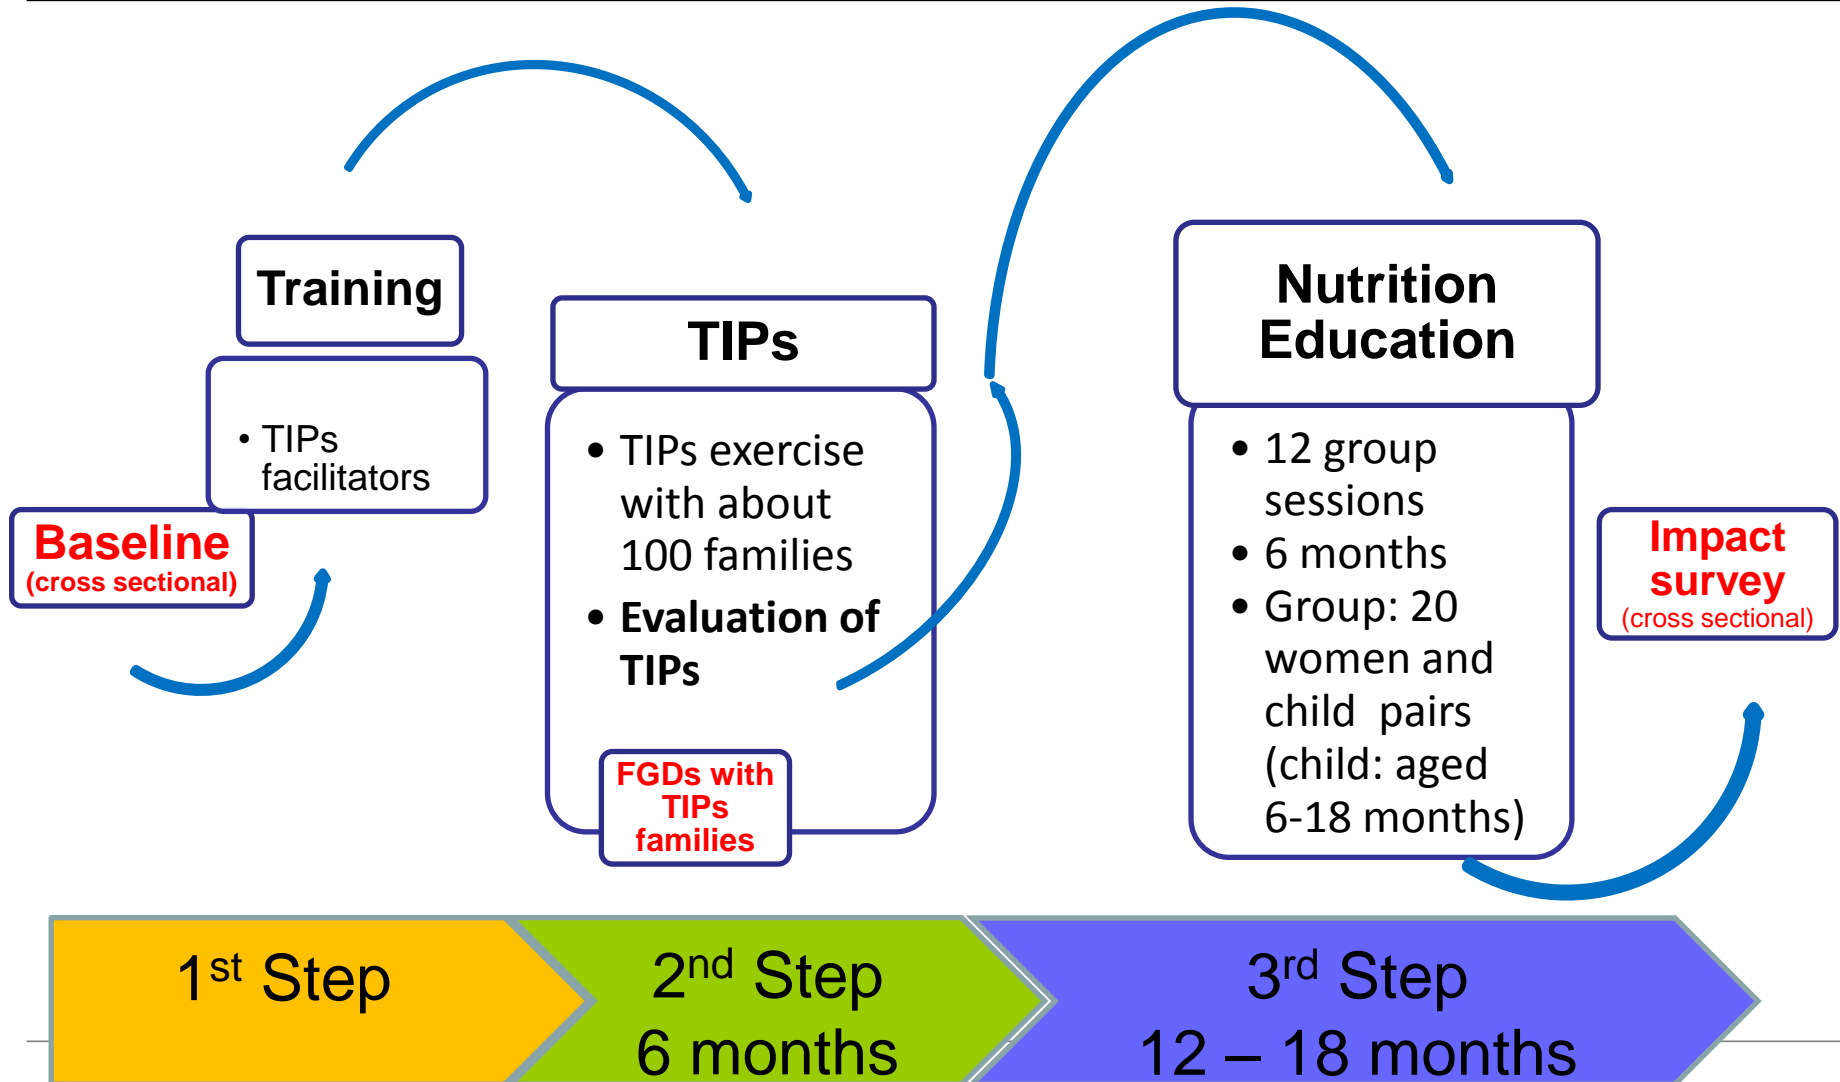 Training
• TIPs
facilitators
Baseline
(cross sectional)
TIPs
• TIPs exercise
with about
100 families
• Evaluation of
TIPs
FGDs with
TIPs
families
Nutrition
Education
• 12 group
sessions
• 6 months
• Group: 20
women and
child pairs
(child: aged
6-18 months)
Impact
survey
(cross sectional)
1st Step
2nd Step
6 months
3rd Step
12 – 18 months